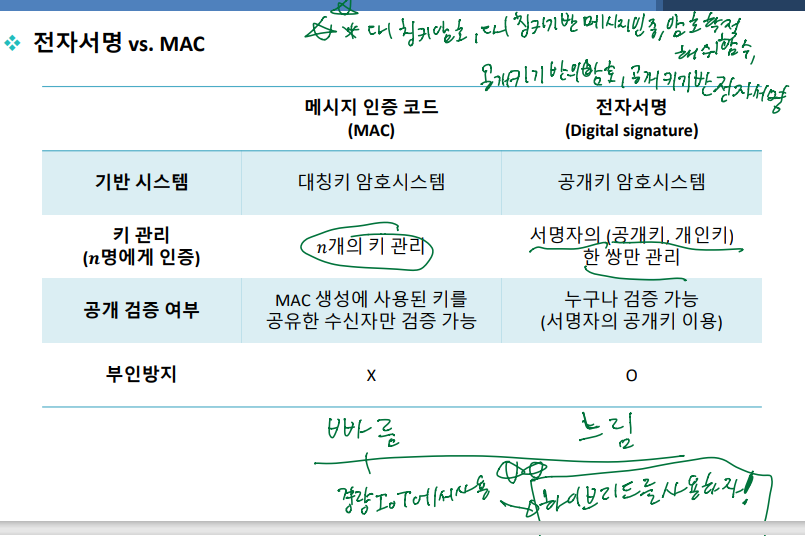 ❖ 전자서명 vs. MAC
☆☆* 대칭키암호, 대칭키기반 메시지인증, 암호학적
해쉬함수,
공개키기반의암호, 공개키기반전자서명
메시지 인증 코드 전자서명
(MAC) (Digital signature)
기반 시스템 대칭키 암호시스템 공개키 암호시스템
키 관리 n개의 키 관리 서명자의 (공개키, 개인키)
(n명에게 인증) 한 쌍만 관리
공개 검증 여부 MAC 생성에 사용된 키를 누구나 검증 가능
공유한 수신자만 검증 가능 (서명자의 공개키 이용)
부인방지 X O
빠름 느림
경량IoT에서사용 → 하이브리드를사용하자!